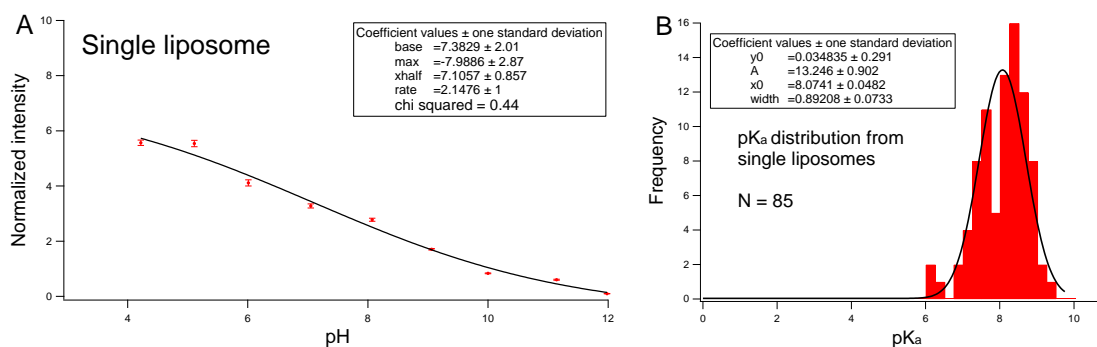 A
Single liposome
Coefficient values ± one standard deviation
base =7.3829 ± 2.01
max =-7.9886 ± 2.87
xhalf =7.1057 ± 0.857
rate =2.1476 ± 1
chi squared = 0.44
Normalized intensity
10
8
6
4
2
0
4 6 8 10 12
pH
B
Coefficient values ± one standard deviation
y0 =0.034835 ± 0.291
A =13.246 ± 0.902
x0 =8.0741 ± 0.0482
width =0.89208 ± 0.0733
pKa distribution from
single liposomes
N = 85
Frequency
16
14
12
10
8
6
4
2
0
0 2 4 6 8 10
pKa